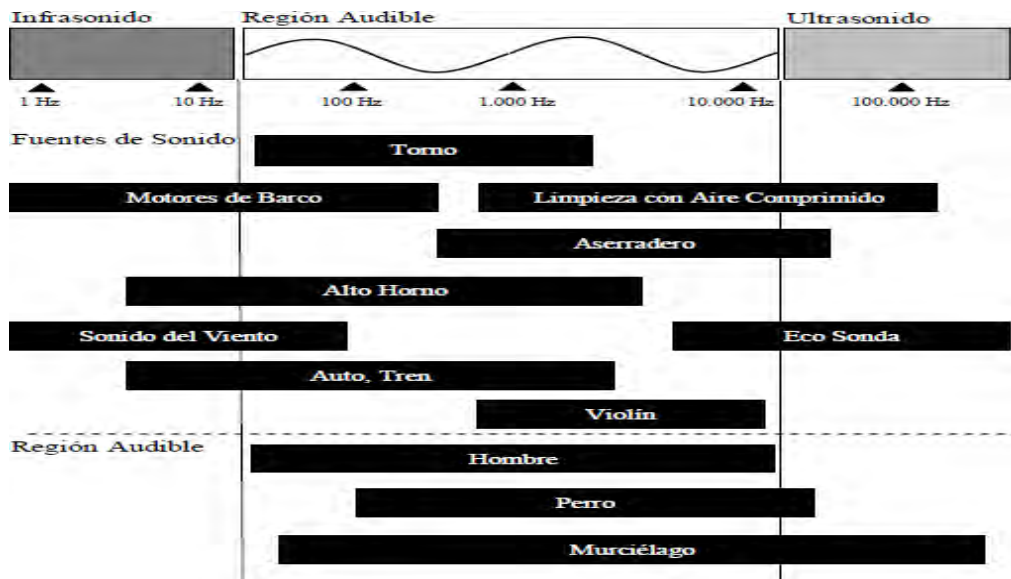 Infrasonido Región Audible Ultrasonido
1 Hz 10 Hz 100 Hz 1.000 Hz 10.000 Hz 100.000 Hz
Fuentes de Sonido
Torno
Motores de Barco Limpieza con Aire Comprimido
Aserradero
Alto Horno
Sonido del Viento Eco Sonda
Auto, Tren
Violín
Región Audible
Hombre
Perro
Murciélago